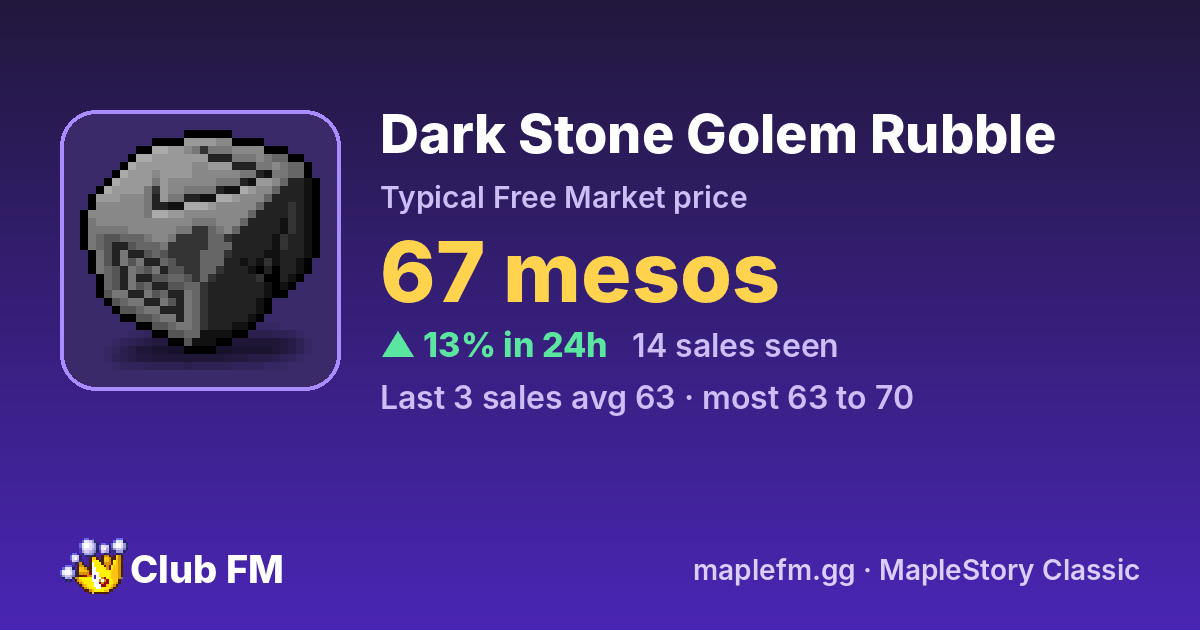 Dark Stone Golem Rubble
Typical Free Market price
67 mesos
▲ 13% in 24h 14 sales seen
Last 3 sales avg 63 · most 63 to 70
Club FM
maplefm.gg · MapleStory Classic